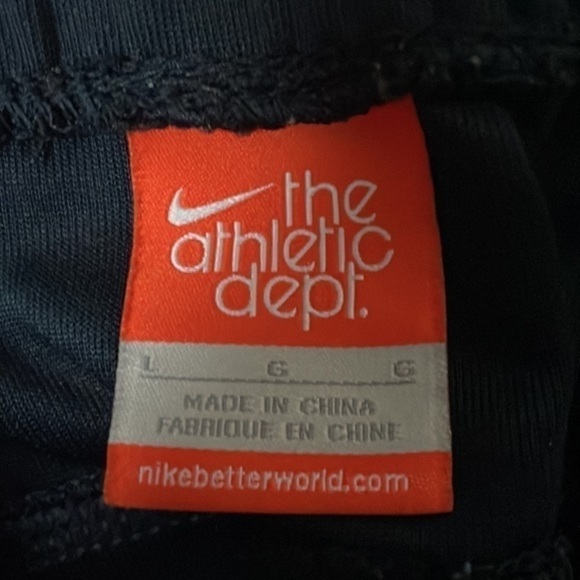 the
athletic
dept.
L G G
MADE IN CHINA
FABRIQUE EN CHINE
nikebetterworld.com